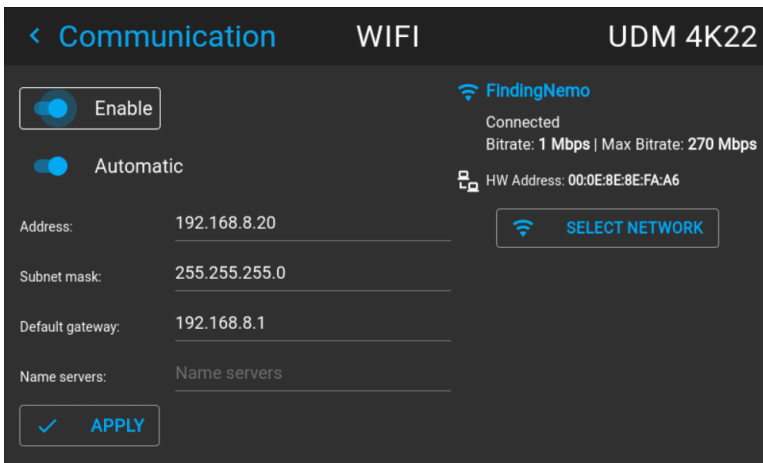 Communication WIFI UDM 4K22
Enable
Automatic
Address: 192.168.8.20
Subnet mask: 255.255.255.0
Default gateway: 192.168.8.1
Name servers: Name servers
APPLY
FindingNemo
Connected
Bitrate: 1 Mbps | Max Bitrate: 270 Mbps
HW Address: 00:0E:8E:8E:FA:A6
SELECT NETWORK